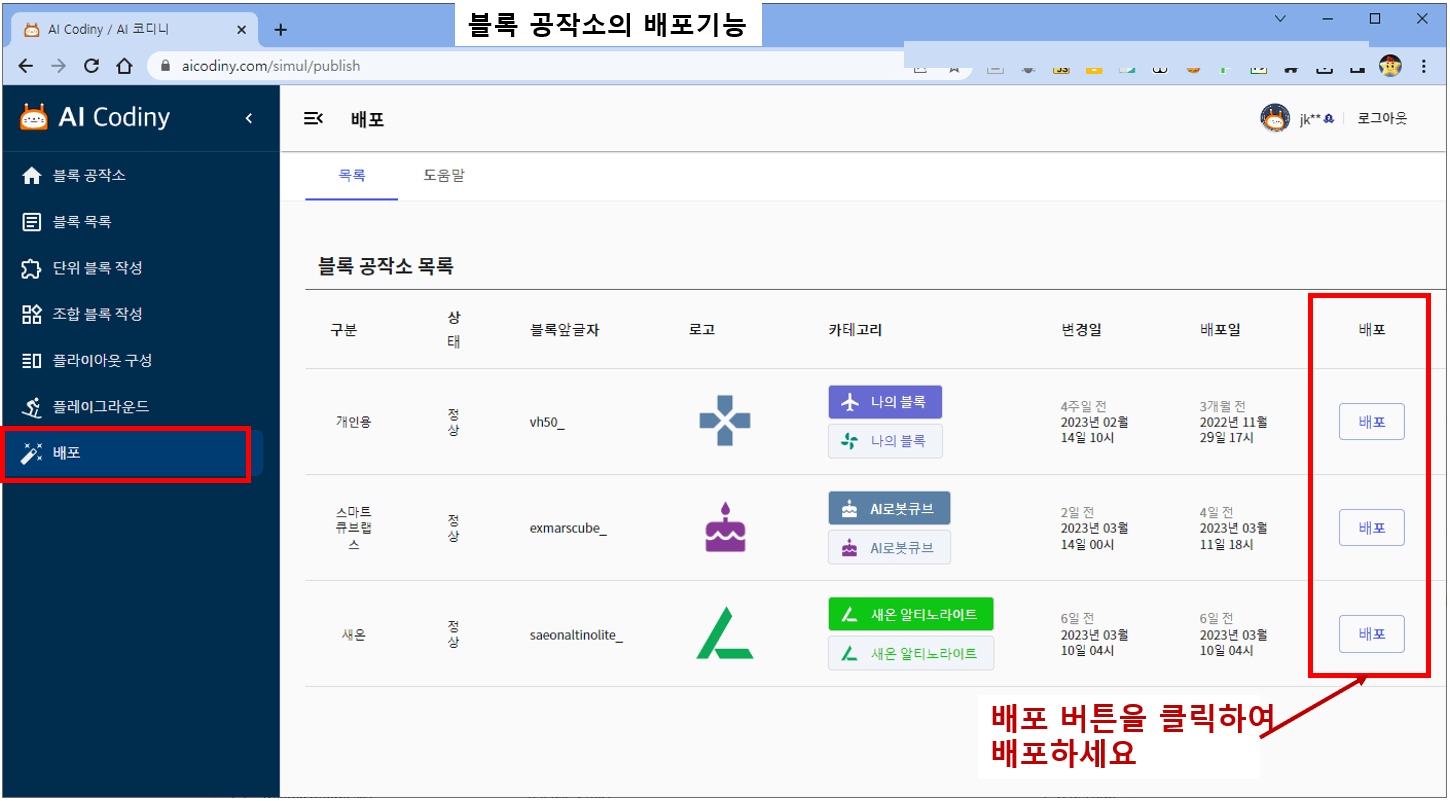 블록 공작소의 배포기능
AI Codiny / AI 코디니
aicodiny.com/simul/publish
AI Codiny
배포
jk**
로그아웃
블록 공작소
블록 목록
단위 블록 작성
조합 블록 작성
플라이아웃 구성
플레이그라운드
배포
목록 도움말
블록 공작소 목록
구분 상태 블록앞글자 로고 카테고리 변경일 배포일 배포
개인용
정상
vh50_
나의 블록
나의 블록
4주일 전
2023년 02월
14일 10시
3개월 전
2022년 11월
29일 17시
배포
스마트
큐브랩
스
정상
exmarscube_
AI로봇큐브
AI로봇큐브
2일 전
2023년 03월
14일 00시
4일 전
2023년 03월
11일 18시
배포
새온
정상
saeonaltinolite_
새온 알티노라이트
새온 알티노라이트
6일 전
2023년 03월
10일 04시
6일 전
2023년 03월
10일 04시
배포
배포 버튼을 클릭하여
배포하세요